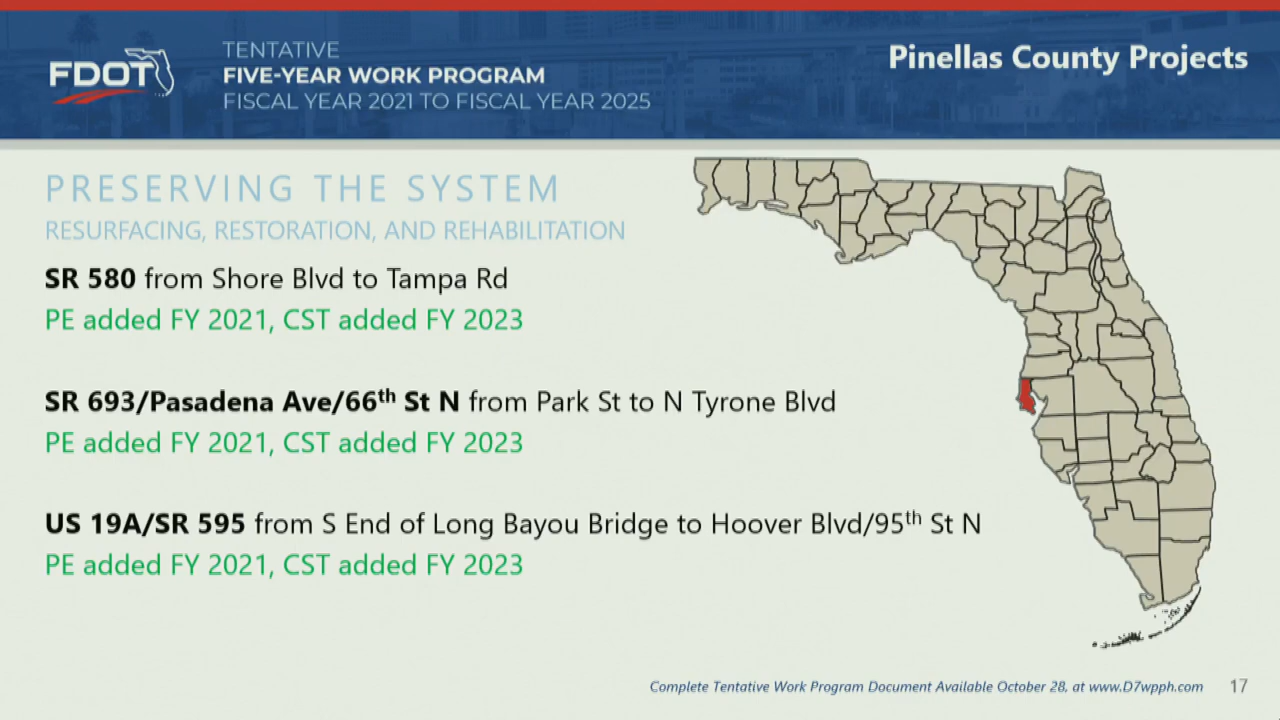 FDOT
TENTATIVE
FIVE-YEAR WORK PROGRAM
FISCAL YEAR 2021 TO FISCAL YEAR 2025
Pinellas County Projects
PRESERVING THE SYSTEM
RESURFACING, RESTORATION, AND REHABILITATION
SR 580 from Shore Blvd to Tampa Rd
PE added FY 2021, CST added FY 2023
SR 693/Pasadena Ave/66th St N from Park St to N Tyrone Blvd
PE added FY 2021, CST added FY 2023
US 19A/SR 595 from S End of Long Bayou Bridge to Hoover Blvd/95th St N
PE added FY 2021, CST added FY 2023
Complete Tentative Work Program Document Available October 28, at www.D7wpph.com
17